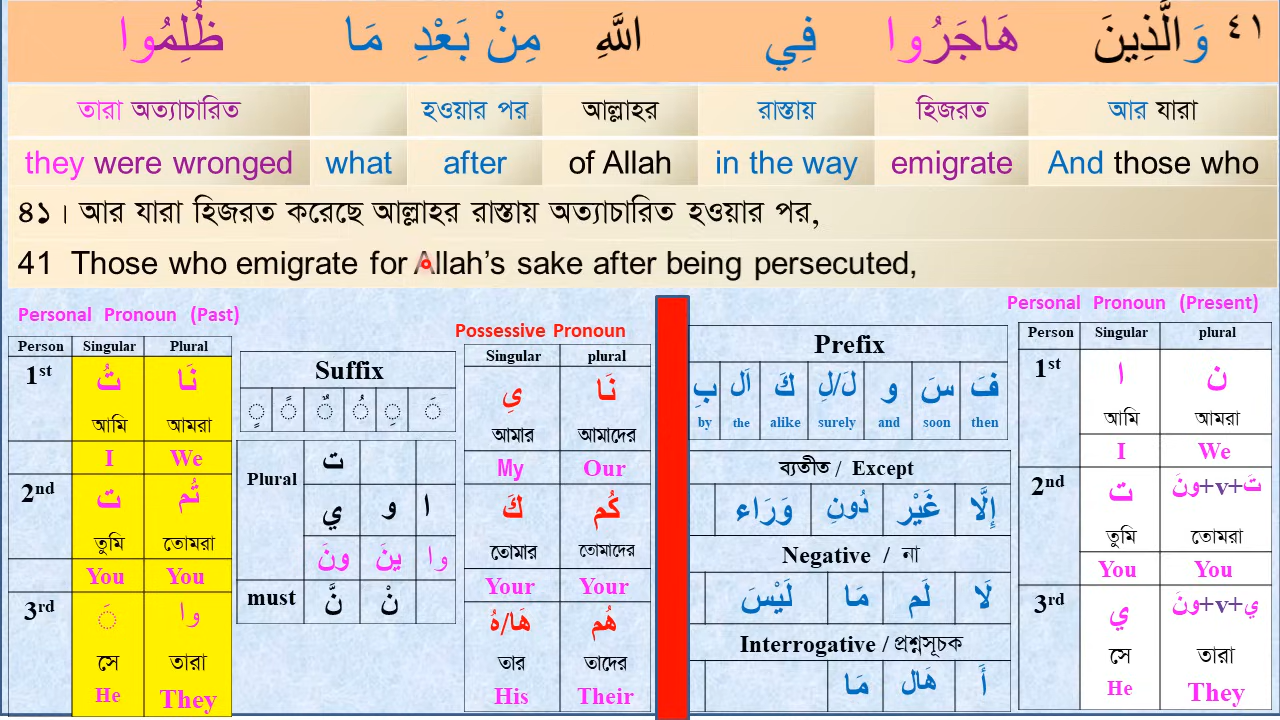 ٤١ وَالَّذِينَ هَاجَرُوا فِي اللَّهِ مِنْ بَعْدِ مَا ظُلِمُوا
তারা অত্যাচারিত হওয়ার পর আল্লাহর রাস্তায় হিজরত আর যারা
they were wronged what after of Allah in the way emigrate And those who
৪১। আর যারা হিজরত করেছে আল্লাহর রাস্তায় অত্যাচারিত হওয়ার পর,
41 Those who emigrate for Allah's sake after being persecuted,
Personal Pronoun (Past)
Person Singular Plural
1st تُ نَا
আমি আমরা
I We
2nd ت تُم
তুমি তোমরা
You You
3rd َ وا
সে তারা
He They
Suffix
ٍ ً ٌ ُ ِ َ
Plural ت
ي و ا
ونَ ينَ وا
must نَّ نْ
Possessive Pronoun
Singular plural
يِ نَا
আমার আমাদের
My Our
كَ كُم
তোমার তোমাদের
Your Your
هَا/هُ هُم
তার তাদের
His Their
Prefix
بِ اَل كَ لَ/لِ و سَ فَ
by the alike surely and soon then
ব্যতীত / Except
وَرَاء دُونِ غَيْر إِلَّا
Negative / না
لَيْسَ مَا لَم لَا
Interrogative / প্রশ্নসূচক
مَا هَال أَ
Personal Pronoun (Present)
Person Singular plural
1st ا ن
আমি আমরা
I We
2nd ت تَ+v+ونَ
তুমি তোমরা
You You
3rd ي ي+v+ونَ
সে তারা
He They